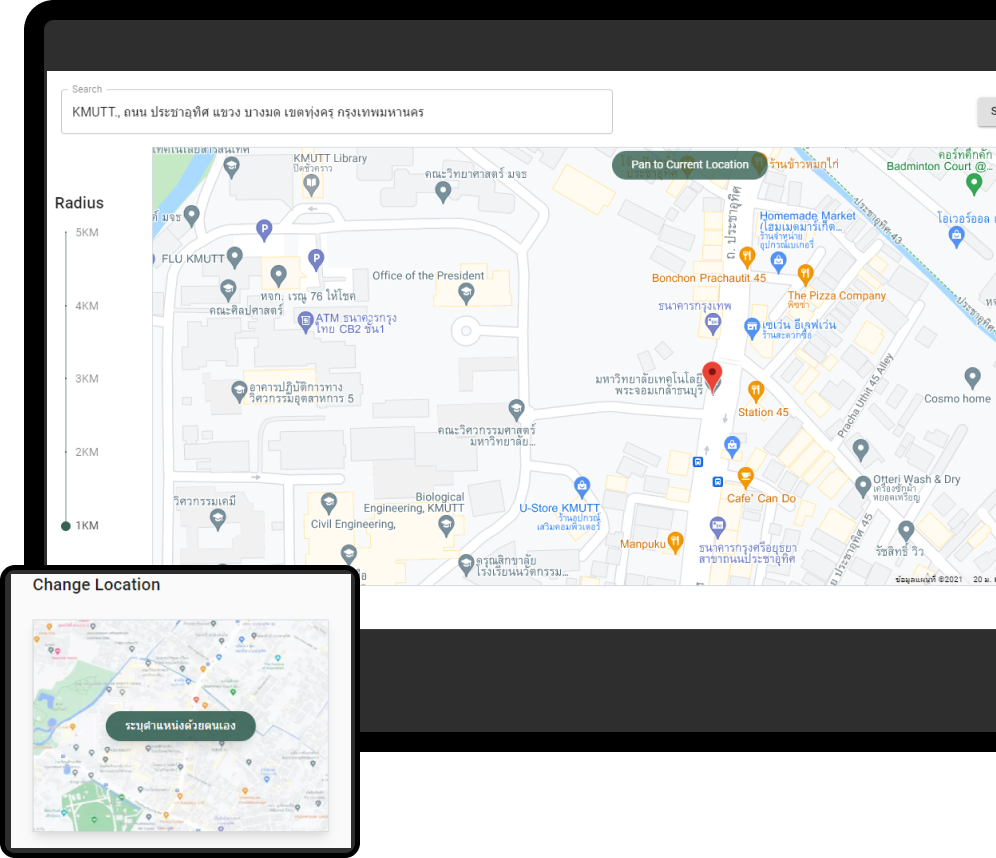 Search
KMUTT., ถนน ประชาอุทิศ แขวง บางมด เขตทุ่งครุ กรุงเทพมหานคร
S
Radius
5KM
4KM
3KM
2KM
1KM
Pan to Current Location
KMUTT Library
ปิดชั่วคราว
คณะวิทยาศาสตร์ มจธ
ร้านข้าวหมูไก่
คอร์ทตึกดัก
Badminton Court @...
ค์ มจธ
ถ. ประชาอุทิศ
Homemade Market
(โฮมเมดมาร์เก็ต...
ร้านจำหน่าย
อุปกรณ์เบเกอรี่
ซ. ประชาอุทิศ 43
โอเวอร์ออล
FLU KMUTT
หจก. เรณู 76 ให้โชค
คณะศิลปศาสตร์
Office of the President
Bonchon Prachautit 45
The Pizza Company
พิซซ่า
ATM ธนาคารกรุง
ไทย CB2 ชั้น1
ธนาคารกรุงเทพ
เซเว่น อีเลฟเว่น
ร้านสะดวกซื้อ
ซ. ประชาอุทิศ
อาคารปฏิบัติการทาง
วิศวกรรมอุตสาหการ 5
มหาวิทยาลัยเทคโนโลยี
พระจอมเกล้าธนบุรี
Station 45
Pracha Uthit 45 Alley
Cosmo home
คณะวิศวกรรมศาสตร์
มหาวิทยาลัย...
วิศวกรรมเคมี
Civil Engineering,
Biological
Engineering, KMUTT
U-Store KMUTT
ร้านอุปกรณ์
เสริมคอมพิวเตอร์
Cafe' Can Do
Otteri Wash & Dry
เครื่องซักผ้า
หยอดเหรียญ
Manpuku
ธนาคารกรุงศรีอยุธยา
สาขาถนนประชาอุทิศ
ประชาอุทิศ 45
รัชสิทธิ์ วิว
ดรุณสิกขาลัย
โรงเรียนนวัตกรรม...
ข้อมูลแผนที่ ©2021
20 ม.
Change Location
ระบุตำแหน่งด้วยตนเอง